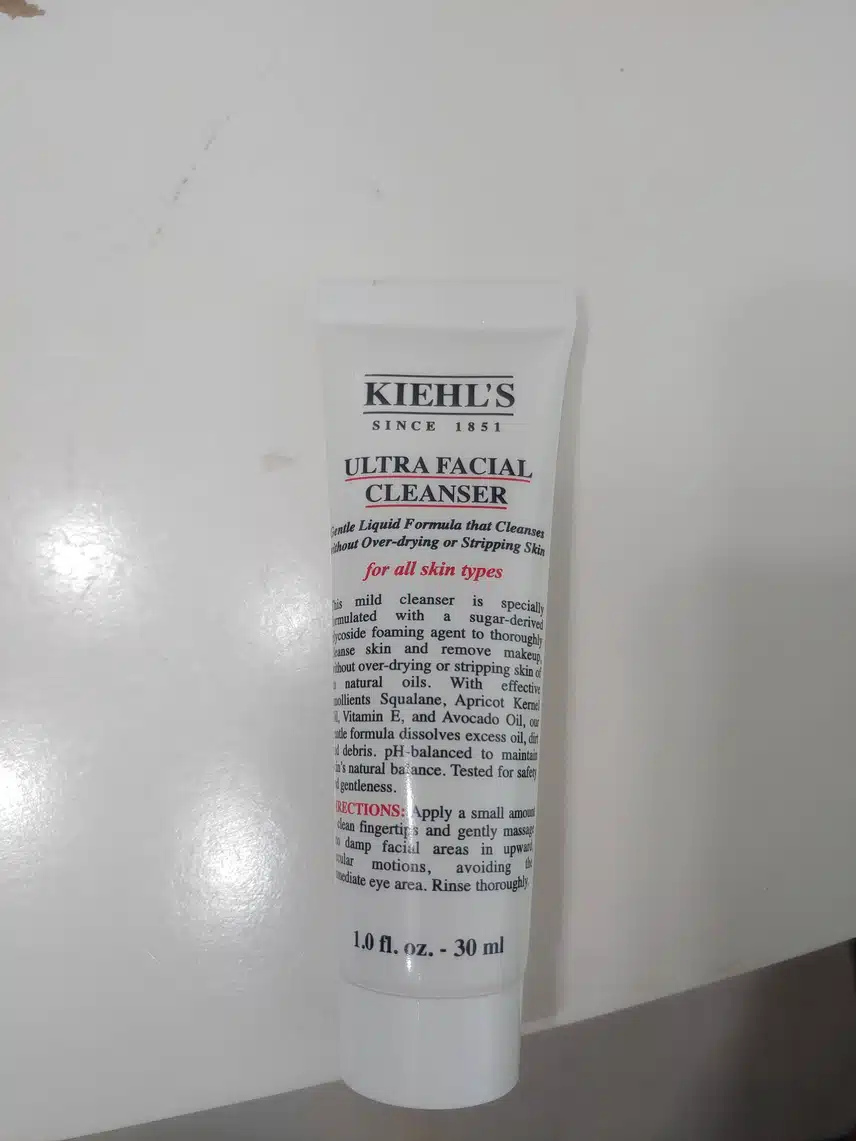 KIEHL'S
SINCE 1851
ULTRA FACIAL
CLEANSER
Gentle Liquid Formula that Cleanses
ithout Over-drying or Stripping Skin
for all skin types
his mild cleanser is specially
rmulated with a sugar-derived
ycoside foaming agent to thoroughly
eanse skin and remove makeup,
ithout over-drying or stripping skin of
natural oils. With effective
mollients Squalane, Apricot Kernel
il, Vitamin E, and Avocado Oil, our
ntle formula dissolves excess oil, dirt
d debris. pH-balanced to maintain
in's natural balance. Tested for safety
d gentleness.
RECTIONS: Apply a small amount
clean fingertips and gently massage
o damp facial areas in upward,
cular motions, avoiding the
mediate eye area. Rinse thoroughly.
1.0 fl. oz. - 30 ml